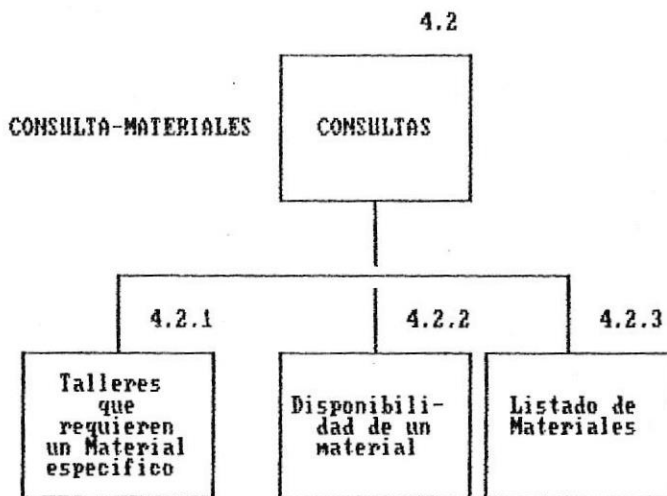 4.2
CONSULTA-MATERIALES
CONSULTAS
4.2.1
4.2.2
4.2.3
Talleres
que
requieren
un Material
especifico
Disponibili-
dad de un
material
Listado de
Materiales